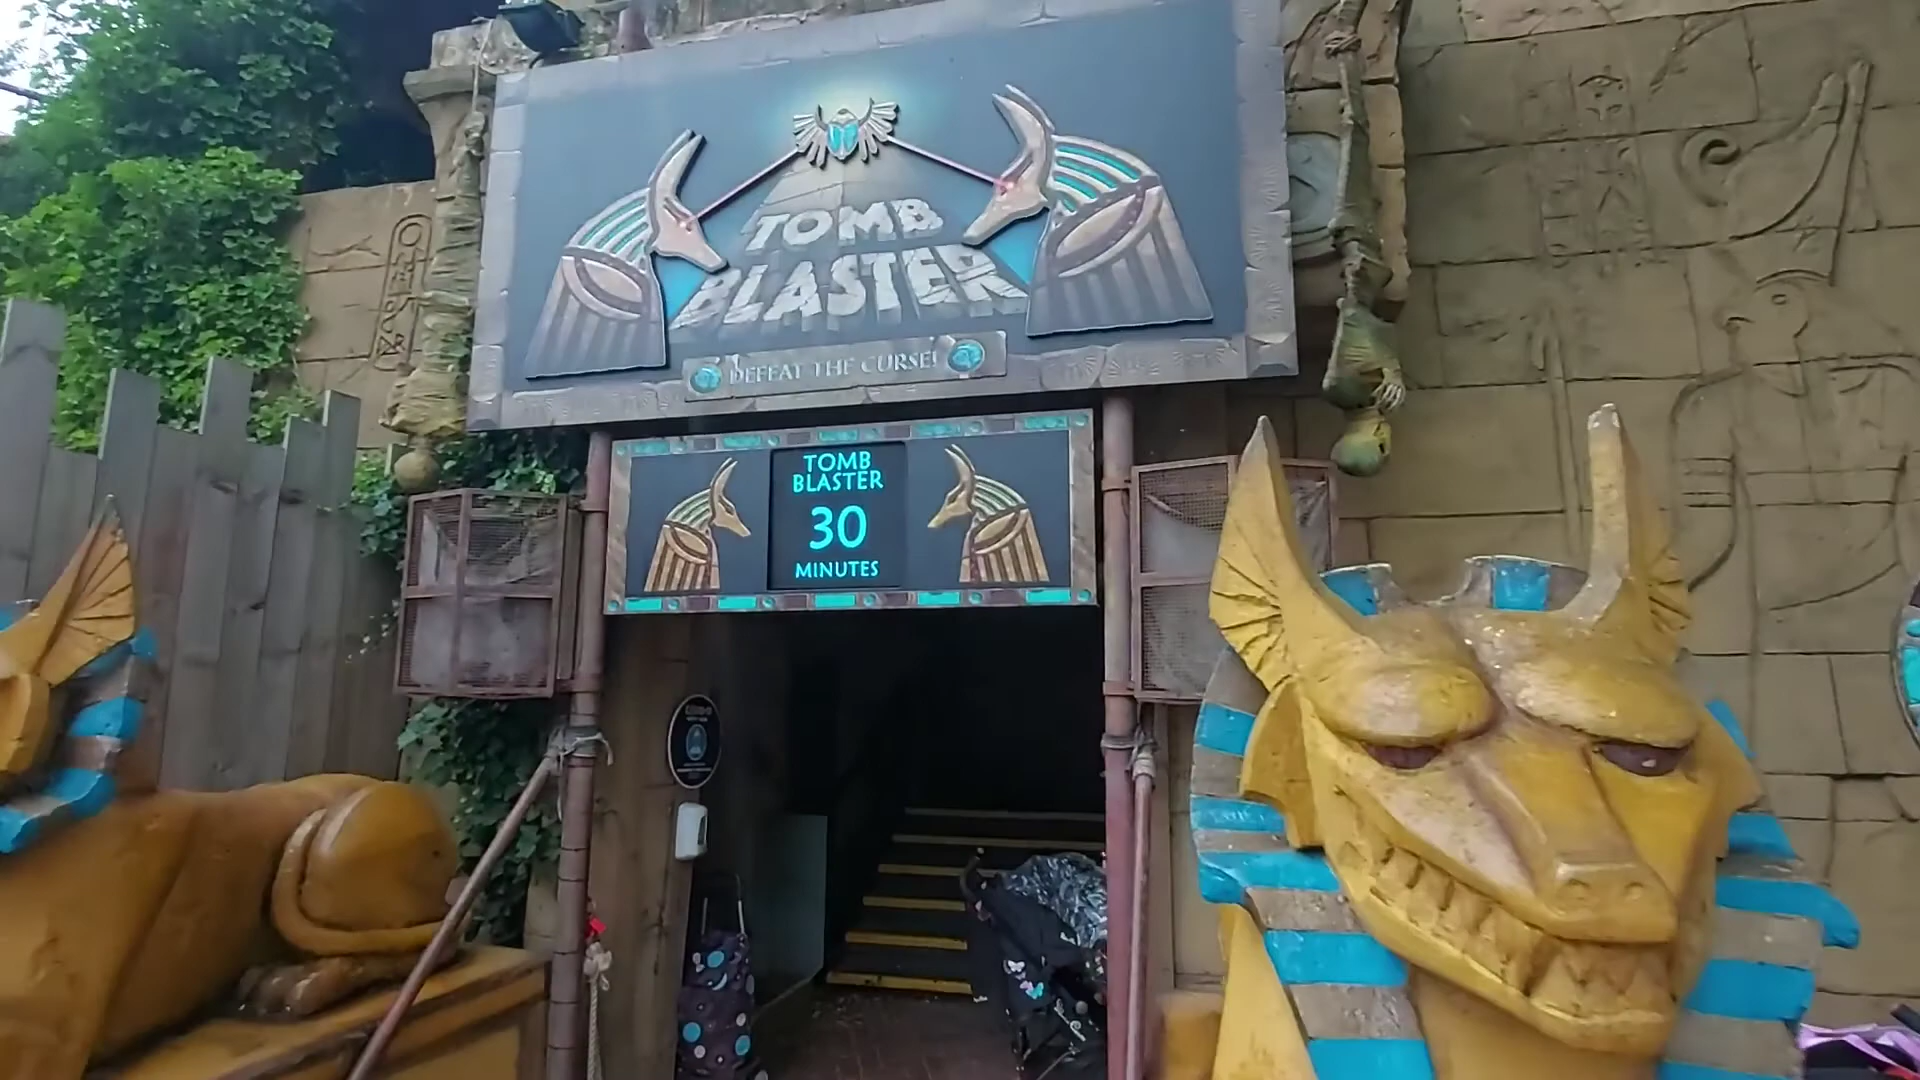 TOMB
BLASTER
DEFEAT THE CURSE!
TOMB
BLASTER
30
MINUTES